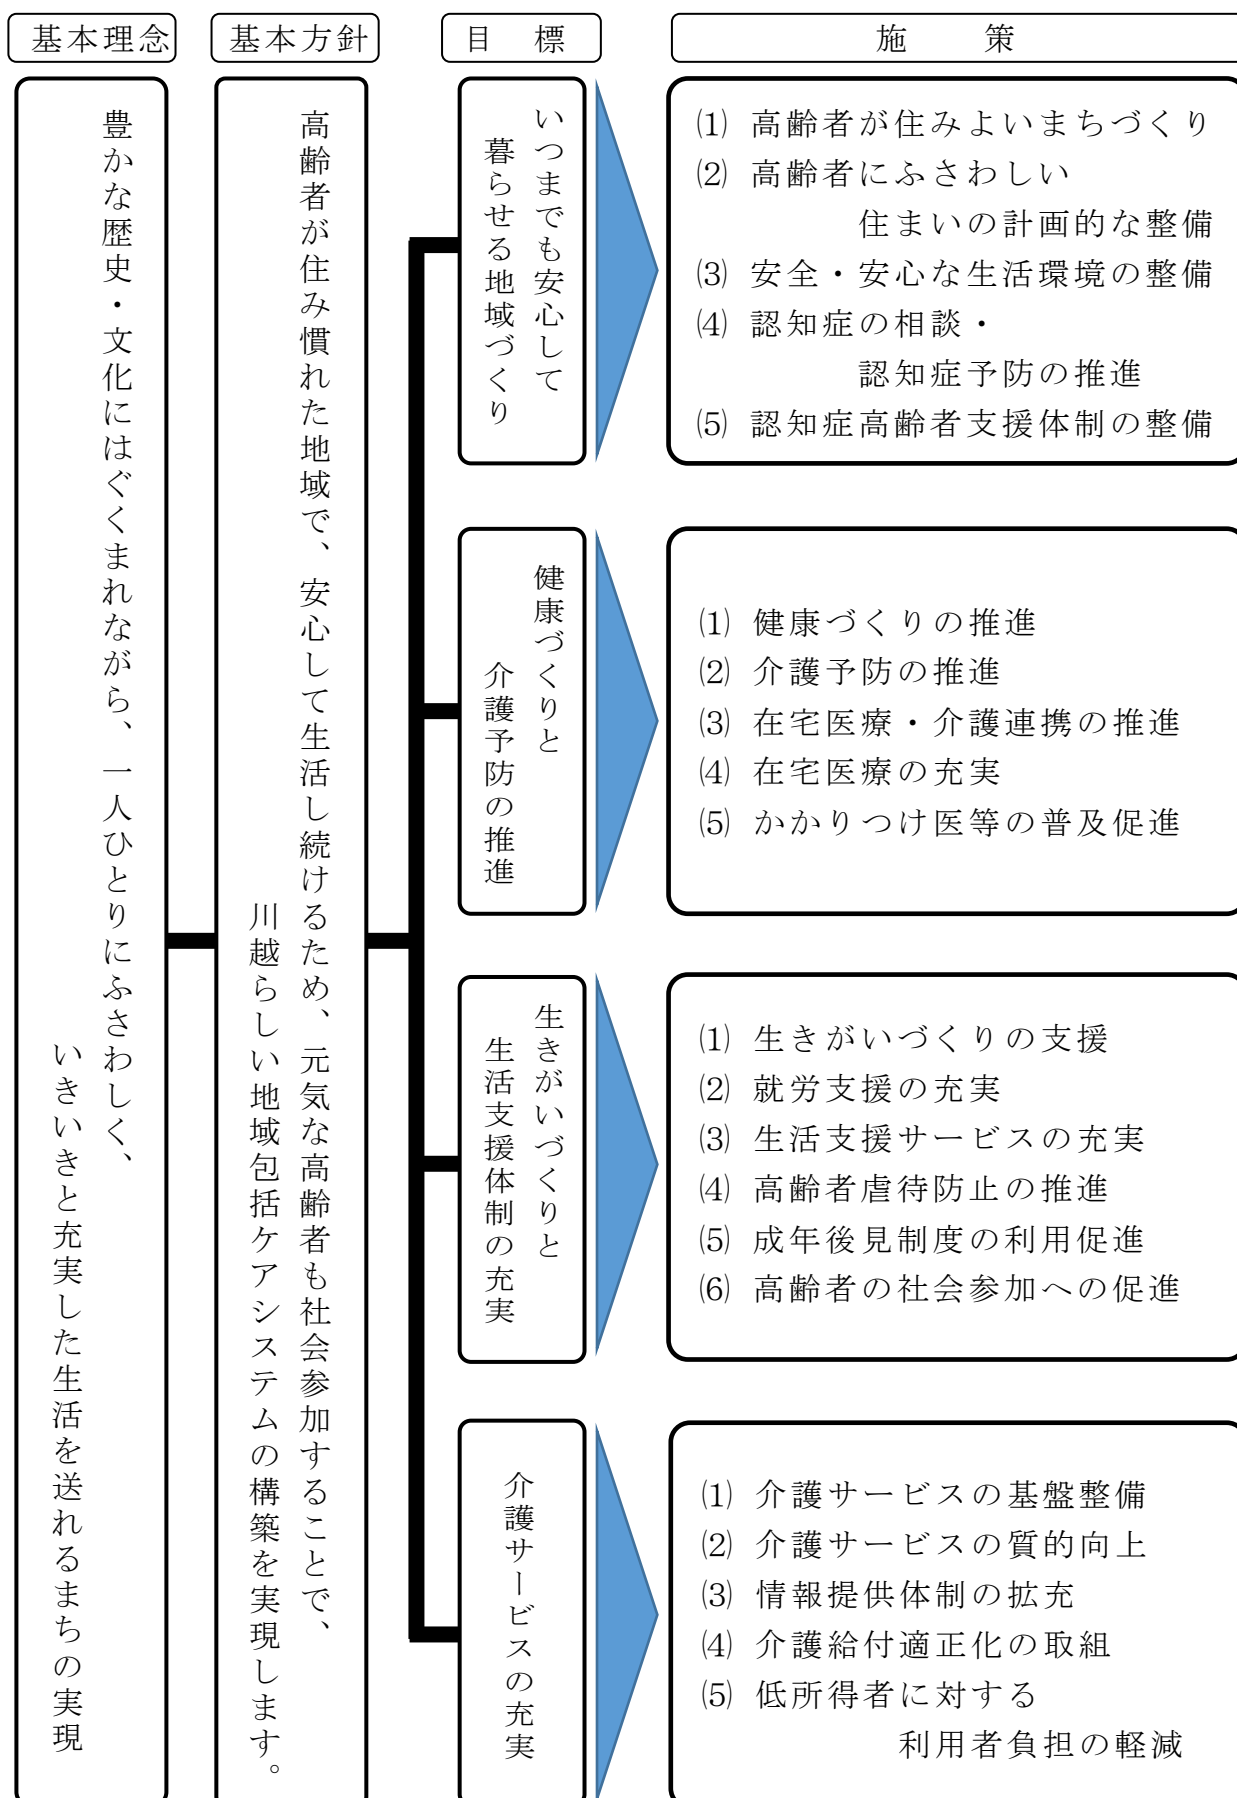 基本理念
基本方針
目　標
施　　策
豊かな歴史・文化にはぐくまれながら、一人ひとりにふさわしく、
いきいきと充実した生活を送れるまちの実現
高齢者が住み慣れた地域で、安心して生活し続けるため、元気な高齢者も社会参加することで、
川越らしい地域包括ケアシステムの構築を実現します。
いつまでも安心して
暮らせる地域づくり
⑴ 高齢者が住みよいまちづくり
⑵ 高齢者にふさわしい
住まいの計画的な整備
⑶ 安全・安心な生活環境の整備
⑷ 認知症の相談・
認知症予防の推進
⑸ 認知症高齢者支援体制の整備
健康づくりと
介護予防の推進
⑴ 健康づくりの推進
⑵ 介護予防の推進
⑶ 在宅医療・介護連携の推進
⑷ 在宅医療の充実
⑸ かかりつけ医等の普及促進
生きがいづくりと
生活支援体制の充実
⑴ 生きがいづくりの支援
⑵ 就労支援の充実
⑶ 生活支援サービスの充実
⑷ 高齢者虐待防止の推進
⑸ 成年後見制度の利用促進
⑹ 高齢者の社会参加への促進
介護サービスの充実
⑴ 介護サービスの基盤整備
⑵ 介護サービスの質的向上
⑶ 情報提供体制の拡充
⑷ 介護給付適正化の取組
⑸ 低所得者に対する
利用者負担の軽減